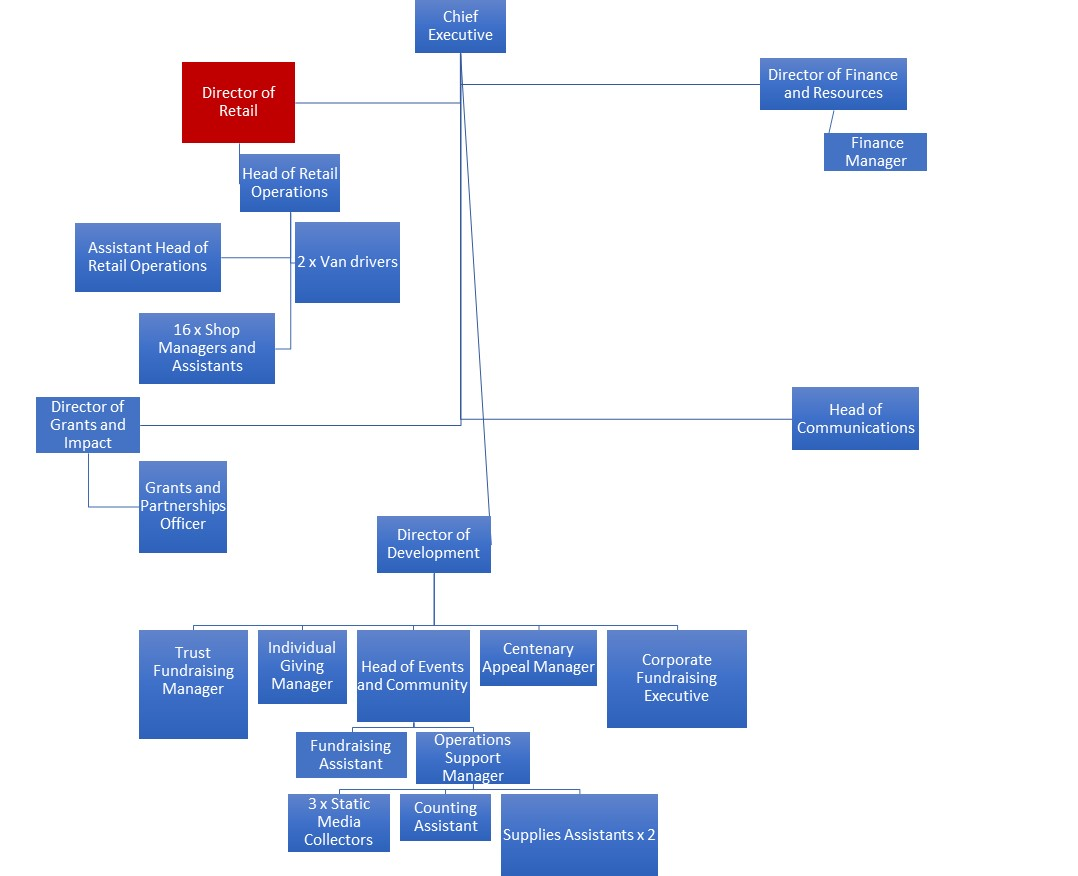 Chief
Executive
Director of
Retail
Director of Finance
and Resources
Finance
Manager
Head of Retail
Operations
Assistant Head of
Retail Operations
2 x Van drivers
16 x Shop
Managers and
Assistants
Director of
Grants and
Impact
Head of
Communications
Grants and
Partnerships
Officer
Director of
Development
Trust
Fundraising
Manager
Individual
Giving
Manager
Head of Events
and Community
Centenary
Appeal Manager
Corporate
Fundraising
Executive
Fundraising
Assistant
Operations
Support
Manager
3 x Static
Media
Collectors
Counting
Assistant
Supplies Assistants x 2